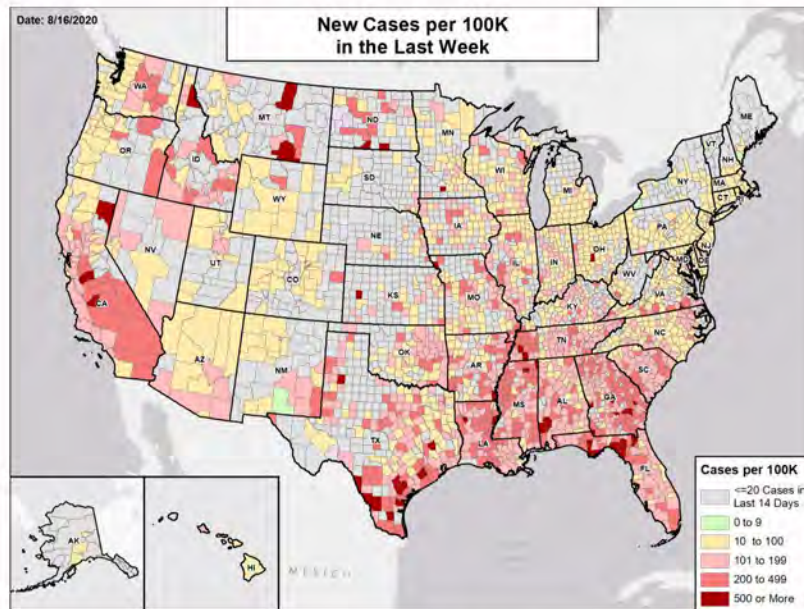 Date: 8/16/2020
New Cases per 100K
in the Last Week
WA
MT
ND
MN
ME
OR
ID
SD
WI
MI
VT
NH
NY
MA
CT
WY
NE
IA
PA
NJ
NV
UT
CO
IL
IN
OH
MD
DE
WV
VA
CA
KS
MO
KY
NC
AZ
NM
OK
AR
TN
SC
MS
AL
GA
TX
LA
FL
AK
HI
MEXICO
Cases per 100K
<=20 Cases in
Last 14 Days
0 to 9
10 to 100
101 to 199
200 to 499
500 or More